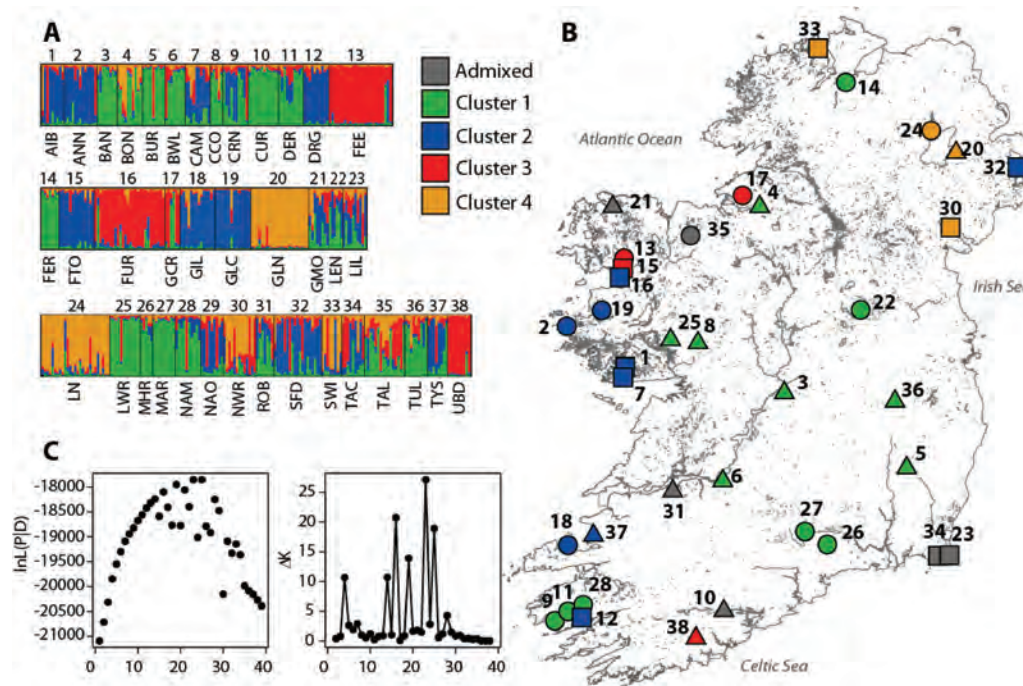 A
1 2 3 4 5 6 7 8 9 10 11 12 13
AIB ANN BAN BON BUR BWL CAM CCO CRN CUR DER DRG FEE
14 15 16 17 18 19 20 21 22 23
FER FTO FUR GCR GIL GLC GLN GMO LEN LIL
24 25 26 27 28 29 30 31 32 33 34 35 36 37 38
LN LWR MHR MAR NAM NAO NWR ROB SFD SWI TAC TAL TUL TYS UBD
Admixed
Cluster 1
Cluster 2
Cluster 3
Cluster 4
B
33
14
Atlantic Ocean
24
20
32
17
4
21
30
35
13
15
16
Irish Sea
19
22
2
25 8
1
7
3
36
5
6
31
27
26
18 37
34 23
28
11
9
12
10
38
Celtic Sea
C
lnL(P|D)
-18000
-18500
-19000
-19500
-20000
-20500
-21000
0 10 20 30 40
ΔK
25
20
15
10
5
0
0 10 20 30 40